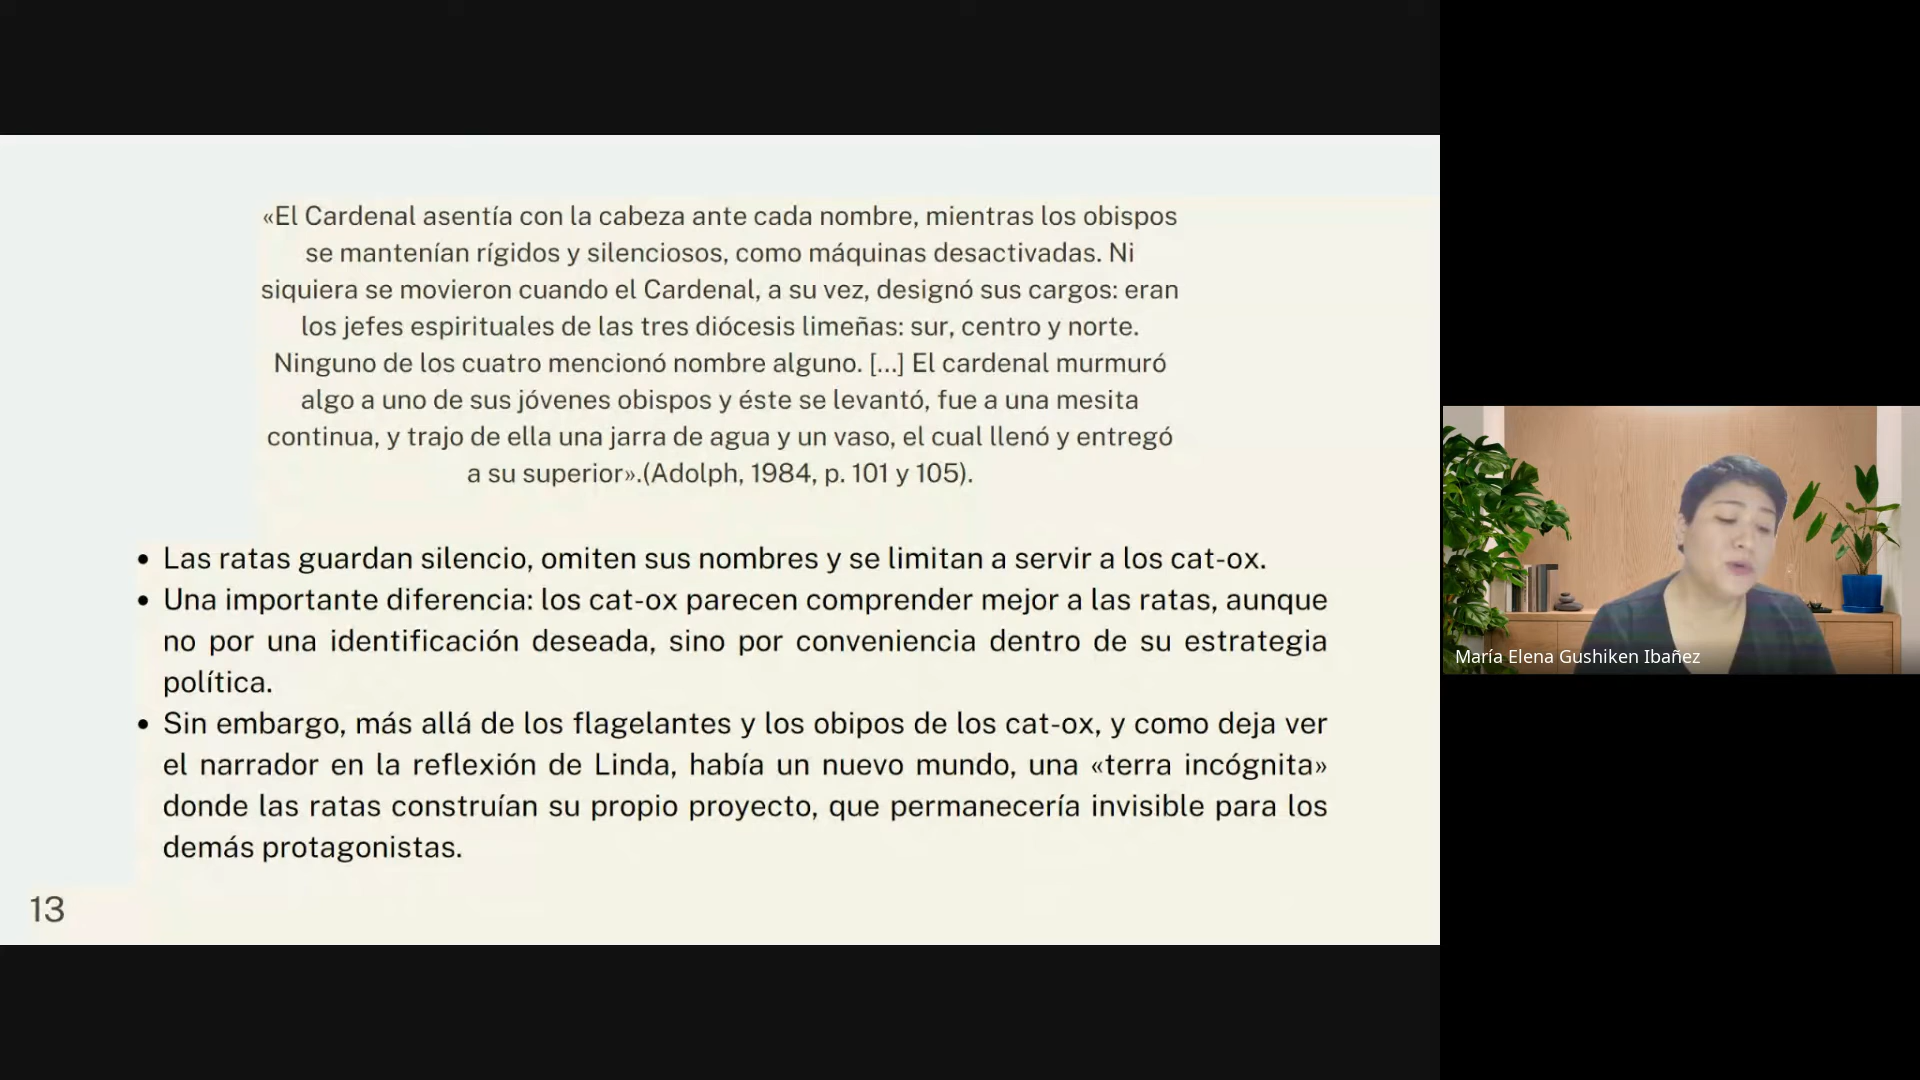 «El Cardenal asentía con la cabeza ante cada nombre, mientras los obispos
se mantenían rígidos y silenciosos, como máquinas desactivadas. Ni
siquiera se movieron cuando el Cardenal, a su vez, designó sus cargos: eran
los jefes espirituales de las tres diócesis limeñas: sur, centro y norte.
Ninguno de los cuatro mencionó nombre alguno. [...] El cardenal murmuró
algo a uno de sus jóvenes obispos y éste se levantó, fue a una mesita
continua, y trajo de ella una jarra de agua y un vaso, el cual llenó y entregó
a su superior».(Adolph, 1984, p. 101 y 105).
• Las ratas guardan silencio, omiten sus nombres y se limitan a servir a los cat-ox.
• Una importante diferencia: los cat-ox parecen comprender mejor a las ratas, aunque
no por una identificación deseada, sino por conveniencia dentro de su estrategia
política.
• Sin embargo, más allá de los flagelantes y los obipos de los cat-ox, y como deja ver
el narrador en la reflexión de Linda, había un nuevo mundo, una «terra incógnita»
donde las ratas construían su propio proyecto, que permanecería invisible para los
demás protagonistas.
13
María Elena Gushiken Ibañez